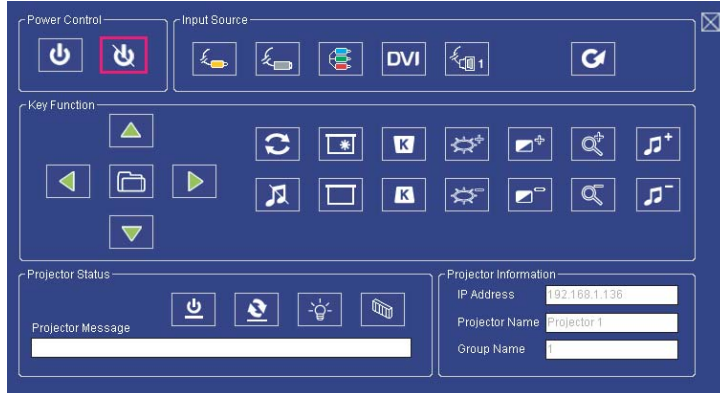 Power Control
Input Source
DVI
1
Key Function
K
K
Projector Status
Projector Message
Projector Information
IP Address 192.168.1.136
Projector Name Projector 1
Group Name 1